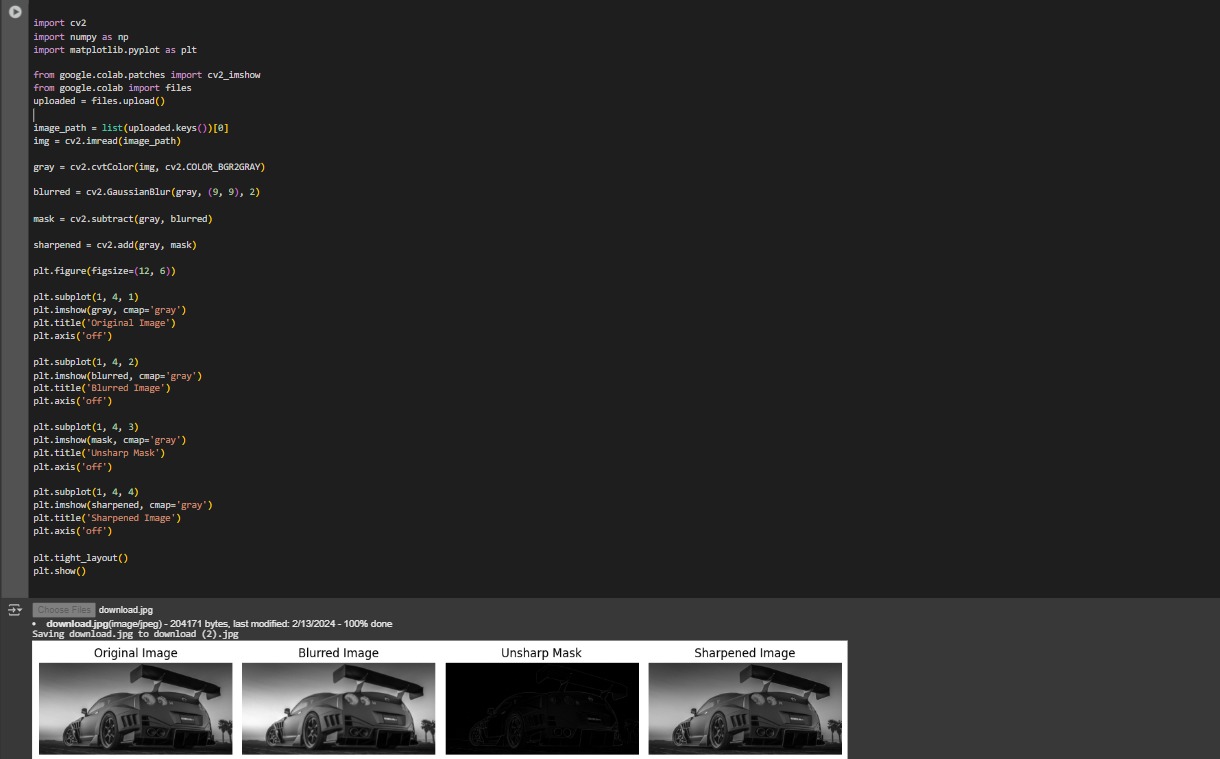 import cv2
import numpy as np
import matplotlib.pyplot as plt
from google.colab.patches import cv2_imshow
from google.colab import files
uploaded = files.upload()
image_path = list(uploaded.keys())[0]
img = cv2.imread(image_path)
gray = cv2.cvtColor(img, cv2.COLOR_BGR2GRAY)
blurred = cv2.GaussianBlur(gray, (9, 9), 2)
mask = cv2.subtract(gray, blurred)
sharpened = cv2.add(gray, mask)
plt.figure(figsize=(12, 6))
plt.subplot(1, 4, 1)
plt.imshow(gray, cmap='gray')
plt.title('Original Image')
plt.axis('off')
plt.subplot(1, 4, 2)
plt.imshow(blurred, cmap='gray')
plt.title('Blurred Image')
plt.axis('off')
plt.subplot(1, 4, 3)
plt.imshow(mask, cmap='gray')
plt.title('Unsharp Mask')
plt.axis('off')
plt.subplot(1, 4, 4)
plt.imshow(sharpened, cmap='gray')
plt.title('Sharpened Image')
plt.axis('off')
plt.tight_layout()
plt.show()
Choose Files download.jpg
• download.jpg(image/jpeg) - 204171 bytes, last modified: 2/13/2024 - 100% done
Saving download.jpg to download (2).jpg
Original Image Blurred Image Unsharp Mask Sharpened Image